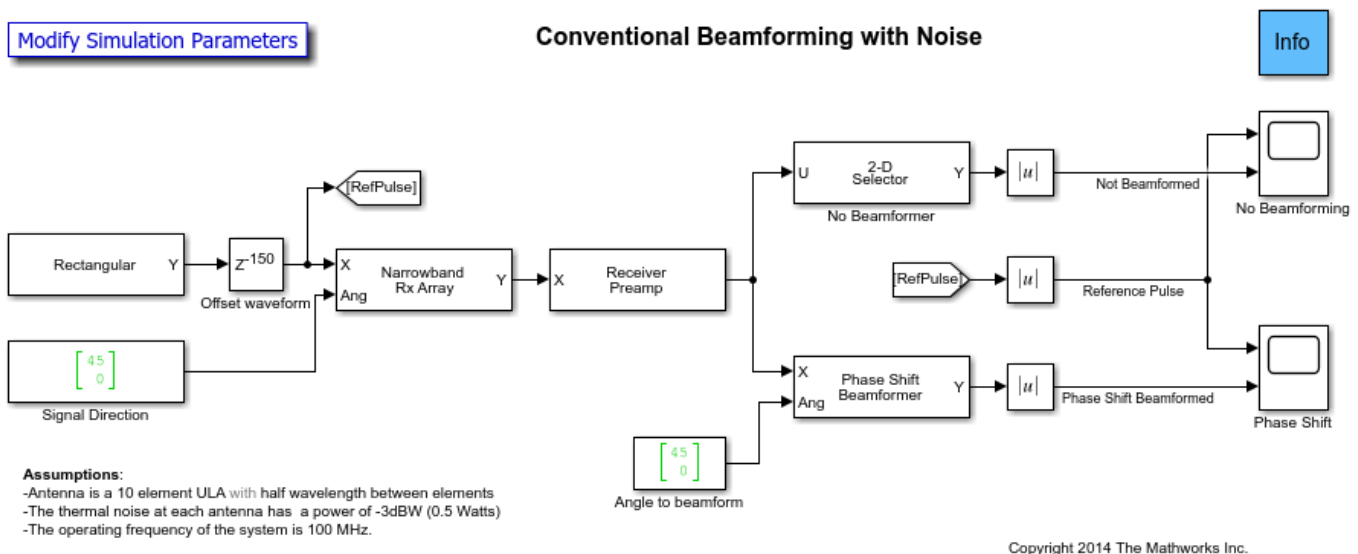 Modify Simulation Parameters
Conventional Beamforming with Noise
Info
[RefPulse]
Rectangular Y
Z-150
Offset waveform
X
Ang
Narrowband
Rx Array
Y
X
Receiver
Preamp
U
2-D
Selector
Y
No Beamformer
|u|
Not Beamformed
No Beamforming
[RefPulse]
|u|
Reference Pulse
45
0
Signal Direction
X
Ang
Phase Shift
Beamformer
Y
|u|
Phase Shift Beamformed
Phase Shift
45
0
Angle to beamform
Assumptions:
-Antenna is a 10 element ULA with half wavelength between elements
-The thermal noise at each antenna has a power of -3dBW (0.5 Watts)
-The operating frequency of the system is 100 MHz.
Copyright 2014 The Mathworks Inc.